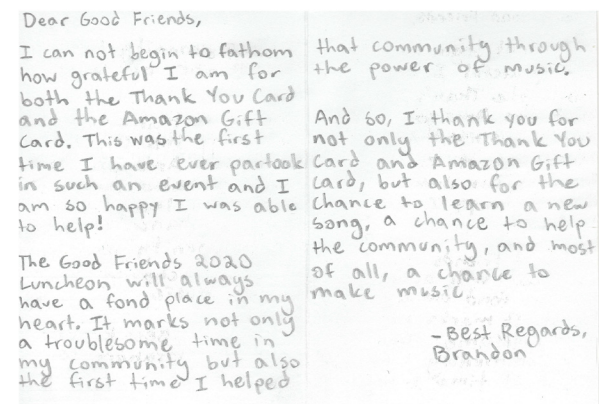 Dear Good Friends,
I can not begin to fathom
how grateful I am for
both the Thank You Card
and the Amazon Gift
Card. This was the first
time I have ever partook
in such an event and I
am so happy I was able
to help!
The Good Friends 2020
Luncheon will always
have a fond place in my
heart. It marks not only
a troublesome time in
my community but also
the first time I helped
that community through
the power of music.
And so, I thank you for
not only the Thank You
Card and Amazon Gift
Card, but also for the
chance to learn a new
song, a chance to help
the community, and most
of all, a chance to
make music.
-Best Regards,
Brandon